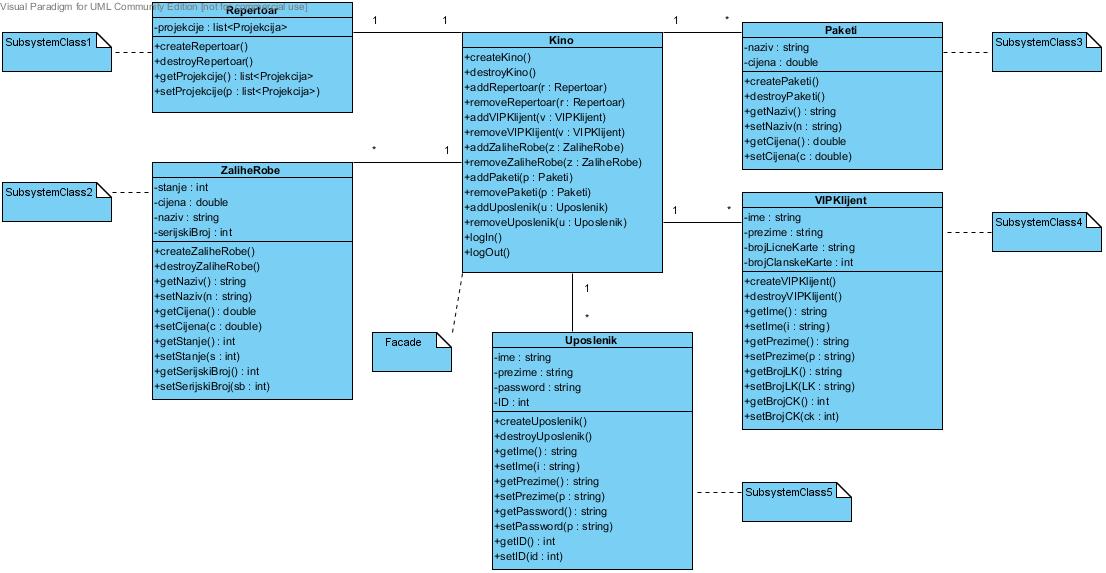 Visual Paradigm for UML Community Edition [not for commercial use]
Repertoar
-projekcije : list<Projekcija>
+createRepertoar()
+destroyRepertoar()
+getProjekcije() : list<Projekcija>
+setProjekcije(p : list<Projekcija>)
SubsystemClass1
1
1
Kino
+createKino()
+destroyKino()
+addRepertoar(r : Repertoar)
+removeRepertoar(r : Repertoar)
+addVIPKlijent(v : VIPKlijent)
+removeVIPKlijent(v : VIPKlijent)
+addZaliheRobe(z : ZaliheRobe)
+removeZaliheRobe(z : ZaliheRobe)
+addPaketi(p : Paketi)
+removePaketi(p : Paketi)
+addUposlenik(u : Uposlenik)
+removeUposlenik(u : Uposlenik)
+logIn()
+logOut()
1
*
Paketi
-naziv : string
-cijena : double
+createPaketi()
+destroyPaketi()
+getNaziv() : string
+setNaziv(n : string)
+getCijena() : double
+setCijena(c : double)
SubsystemClass3
*
1
ZaliheRobe
-stanje : int
-cijena : double
-naziv : string
-serijskiBroj : int
+createZaliheRobe()
+destroyZaliheRobe()
+getNaziv() : string
+setNaziv(n : string)
+getCijena() : double
+setCijena(c : double)
+getStanje() : int
+setStanje(s : int)
+getSerijskiBroj() : int
+setSerijskiBroj(sb : int)
SubsystemClass2
1
*
VIPKlijent
-ime : string
-prezime : string
-brojLicneKarte : string
-brojClanskeKarte : int
+createVIPKlijent()
+destroyVIPKlijent()
+getIme() : string
+setIme(i : string)
+getPrezime() : string
+setPrezime(p : string)
+getBrojLK() : string
+setBrojLK(LK : string)
+getBrojCK() : int
+setBrojCK(ck : int)
SubsystemClass4
Facade
1
*
Uposlenik
-ime : string
-prezime : string
-password : string
-ID : int
+createUposlenik()
+destroyUposlenik()
+getIme() : string
+setIme(i : string)
+getPrezime() : string
+setPrezime(p : string)
+getPassword() : string
+setPassword(p : string)
+getID() : int
+setID(id : int)
SubsystemClass5